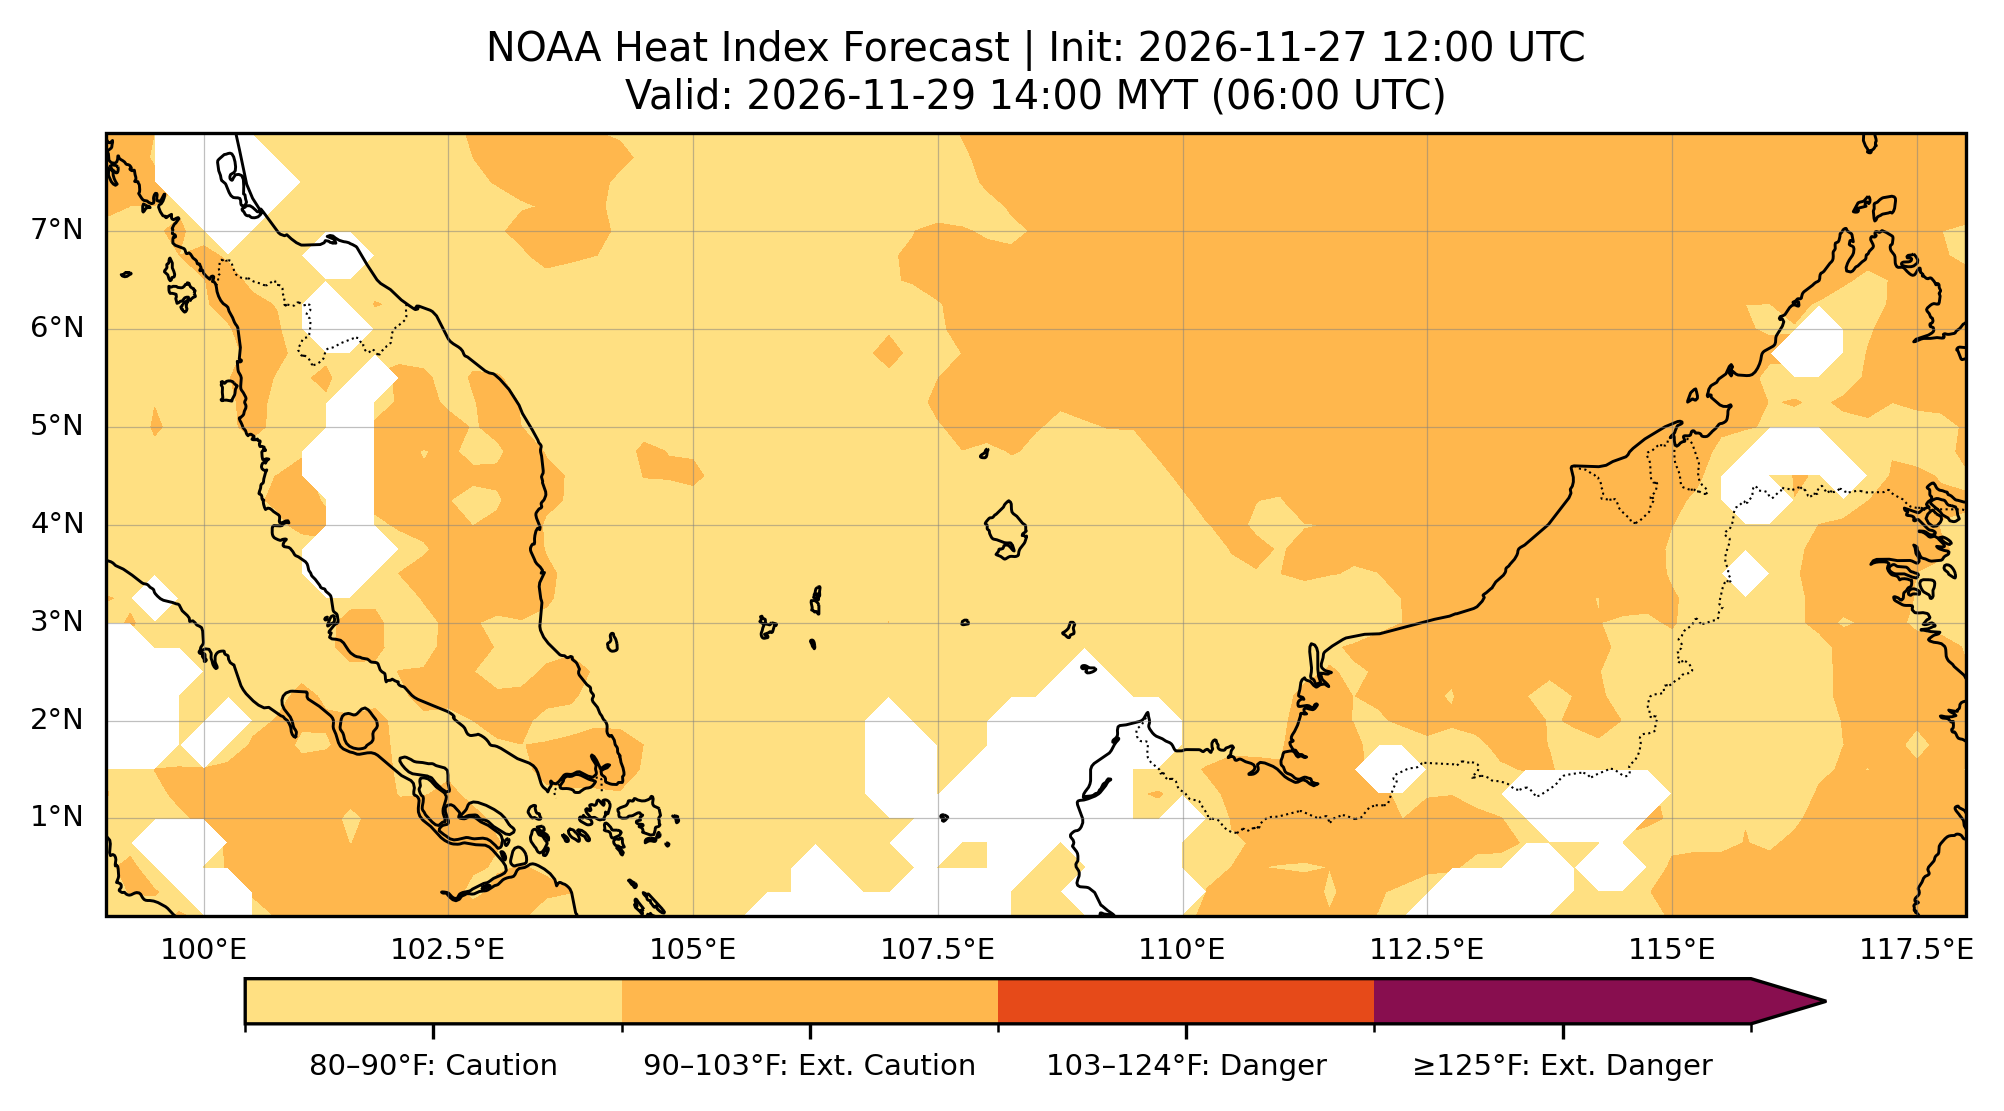 NOAA Heat Index Forecast | Init: 2026-11-27 12:00 UTC
Valid: 2026-11-29 14:00 MYT (06:00 UTC)
7°N
6°N
5°N
4°N
3°N
2°N
1°N
100°E 102.5°E 105°E 107.5°E 110°E 112.5°E 115°E 117.5°E
80–90°F: Caution 90–103°F: Ext. Caution 103–124°F: Danger ≥125°F: Ext. Danger